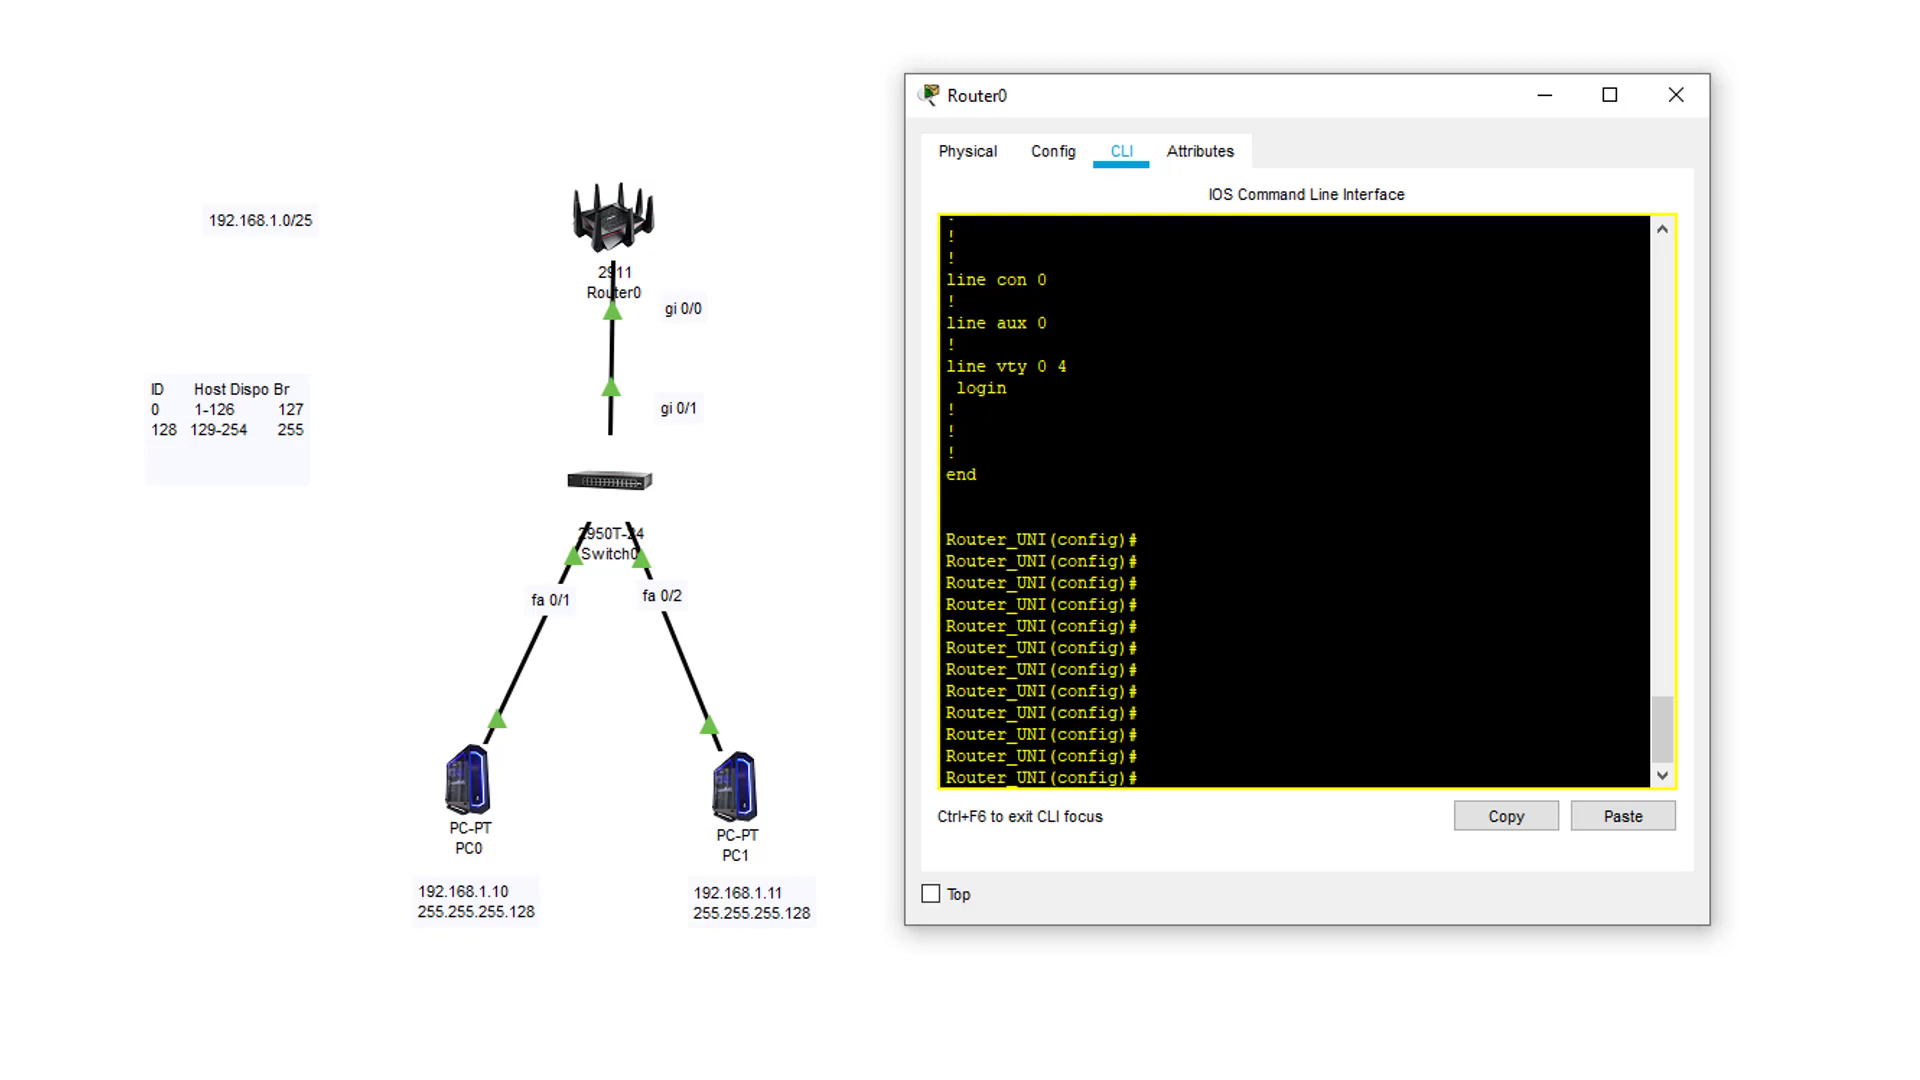 192.168.1.0/25
2911
Router0
gi 0/0
ID Host Dispo Br
0 1-126 127
128 129-254 255
gi 0/1
2950T-24
Switch0
fa 0/1
fa 0/2
PC-PT
PC0
PC-PT
PC1
192.168.1.10
255.255.255.128
192.168.1.11
255.255.255.128
Router0
Physical Config CLI Attributes
IOS Command Line Interface
!
!
line con 0
!
line aux 0
!
line vty 0 4
login
!
!
!
end
Router_UNI(config)#
Router_UNI(config)#
Router_UNI(config)#
Router_UNI(config)#
Router_UNI(config)#
Router_UNI(config)#
Router_UNI(config)#
Router_UNI(config)#
Router_UNI(config)#
Router_UNI(config)#
Router_UNI(config)#
Router_UNI(config)#
Ctrl+F6 to exit CLI focus
Copy
Paste
Top